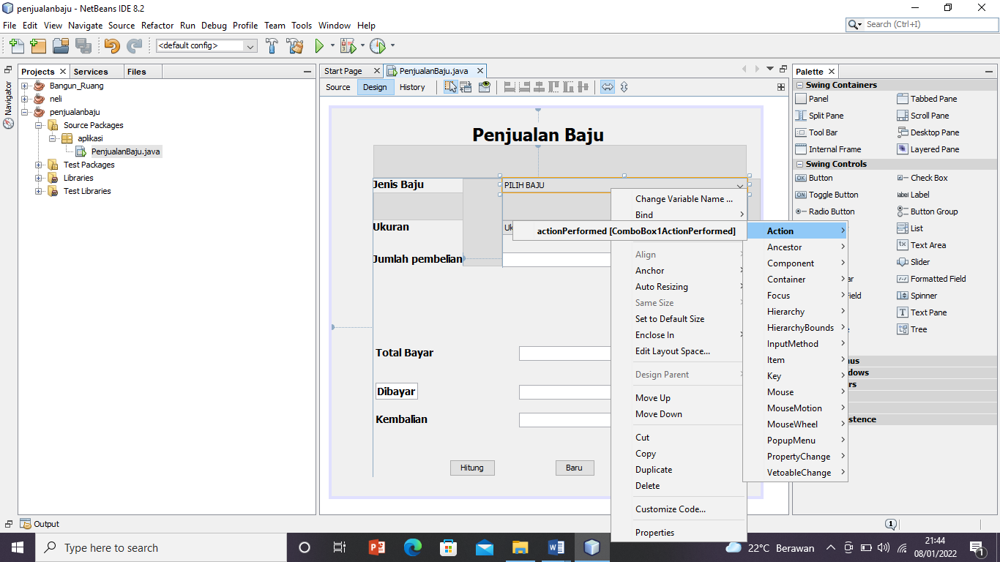 penjualanbaju - NetBeans IDE 8.2
File Edit View Navigate Source Refactor Run Debug Profile Team Tools Window Help
Search (Ctrl+I)
<default config>
Projects Services Files
Navigator
Bangun_Ruang
neli
penjualanbaju
Source Packages
aplikasi
PenjualanBaju.java
Test Packages
Libraries
Test Libraries
Start Page PenjualanBaju.java
Source Design History
Penjualan Baju
Jenis Baju
PILIH BAJU
Ukuran
Uk
Jumlah pembelian
Total Bayar
Dibayar
Kembalian
Hitung Baru
Change Variable Name ...
Bind
actionPerformed [ComboBox1ActionPerformed]
Align
Anchor
Auto Resizing
Same Size
Set to Default Size
Enclose In
Edit Layout Space...
Design Parent
Move Up
Move Down
Cut
Copy
Duplicate
Delete
Customize Code...
Properties
Action
Ancestor
Component
Container
Focus
Hierarchy
HierarchyBounds
InputMethod
Item
Key
Mouse
MouseMotion
MouseWheel
PopupMenu
PropertyChange
VetoableChange
Palette
Swing Containers
Panel Tabbed Pane
Split Pane Scroll Pane
Tool Bar Desktop Pane
Internal Frame Layered Pane
Swing Controls
OK Button Check Box
ON Toggle Button label Label
Radio Button Button Group
List
Text Area
Slider
ar Formatted Field
ield Spinner
Text Pane
e Tree
nus
dows
rs
stence
Output
1
Type here to search
22°C Berawan
21:44
08/01/2022
1